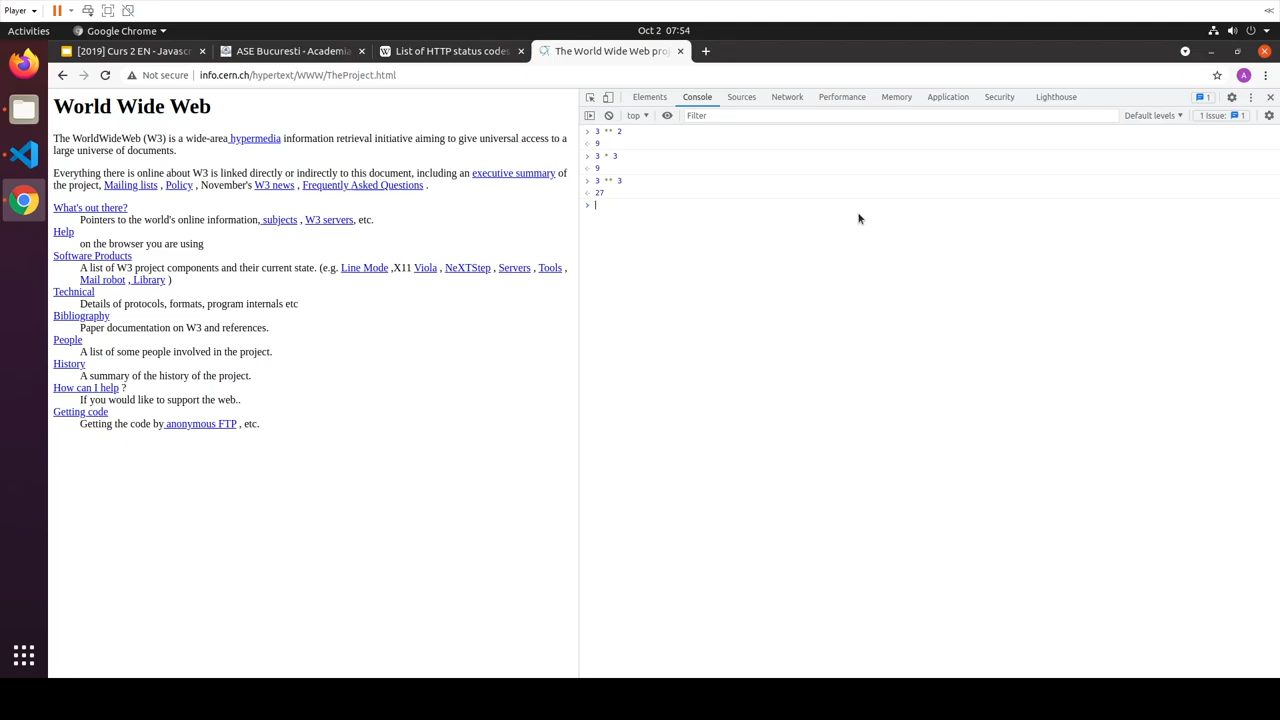 Player
Activities
Google Chrome
Oct 2 07:54
[2019] Curs 2 EN - Javasc
ASE Bucuresti - Academia
List of HTTP status codes
The World Wide Web proj
Not secure
info.cern.ch/hypertext/WWW/TheProject.html
A
World Wide Web
The WorldWideWeb (W3) is a wide-area hypermedia information retrieval initiative aiming to give universal access to a
large universe of documents.
Everything there is online about W3 is linked directly or indirectly to this document, including an executive summary of
the project, Mailing lists , Policy , November's W3 news , Frequently Asked Questions .
What's out there?
Pointers to the world's online information, subjects , W3 servers, etc.
Help
on the browser you are using
Software Products
A list of W3 project components and their current state. (e.g. Line Mode ,X11 Viola , NeXTStep , Servers , Tools ,
Mail robot , Library )
Technical
Details of protocols, formats, program internals etc
Bibliography
Paper documentation on W3 and references.
People
A list of some people involved in the project.
History
A summary of the history of the project.
How can I help ?
If you would like to support the web..
Getting code
Getting the code by anonymous FTP , etc.
Elements Console Sources Network Performance Memory Application Security Lighthouse 1
top Filter Default levels 1 Issue: 1
> 3 ** 2
< 9
> 3 * 3
< 9
> 3 ** 3
< 27
>